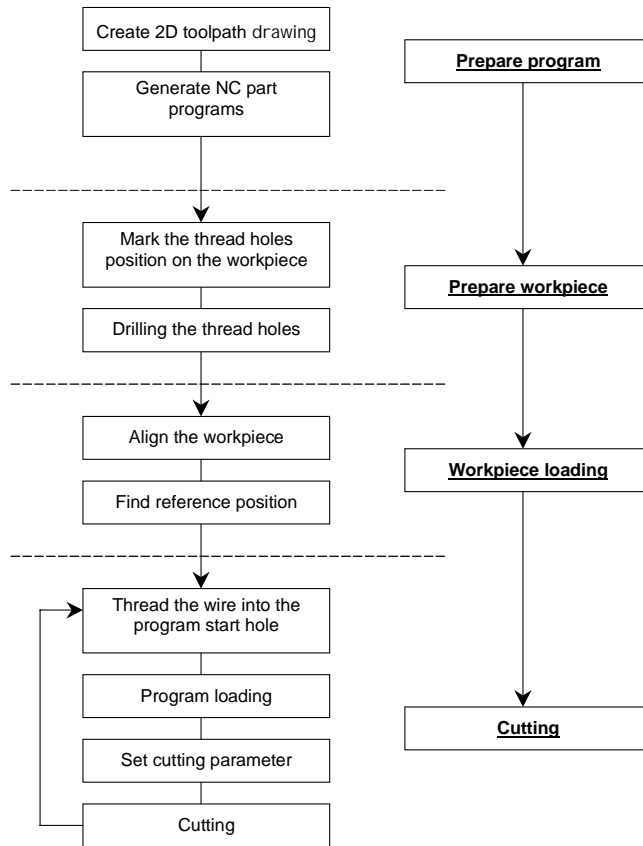 Create 2D toolpath drawing
Generate NC part
programs
Prepare program
Mark the thread holes
position on the workpiece
Drilling the thread holes
Prepare workpiece
Align the workpiece
Find reference position
Workpiece loading
Thread the wire into the
program start hole
Program loading
Set cutting parameter
Cutting
Cutting